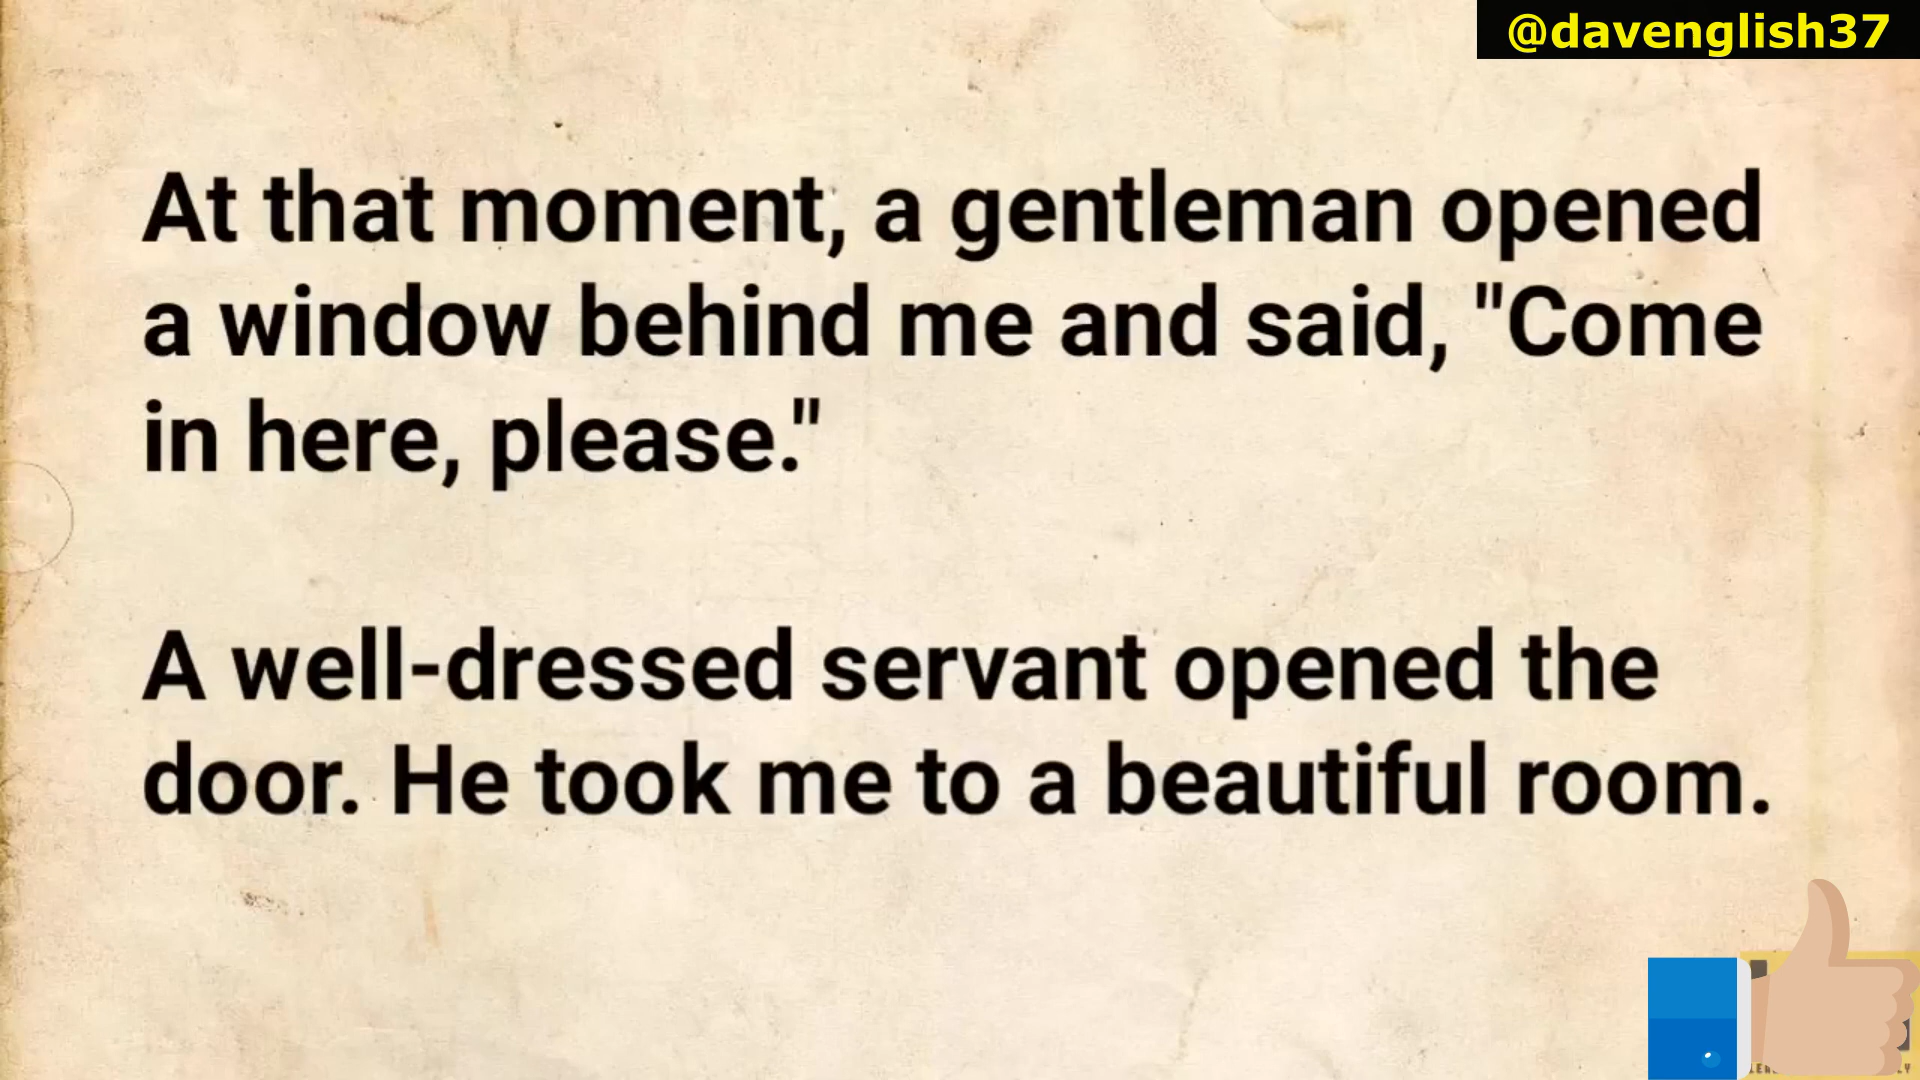 @davenglish37
At that moment, a gentleman opened
a window behind me and said, "Come
in here, please."
A well-dressed servant opened the
door. He took me to a beautiful room.